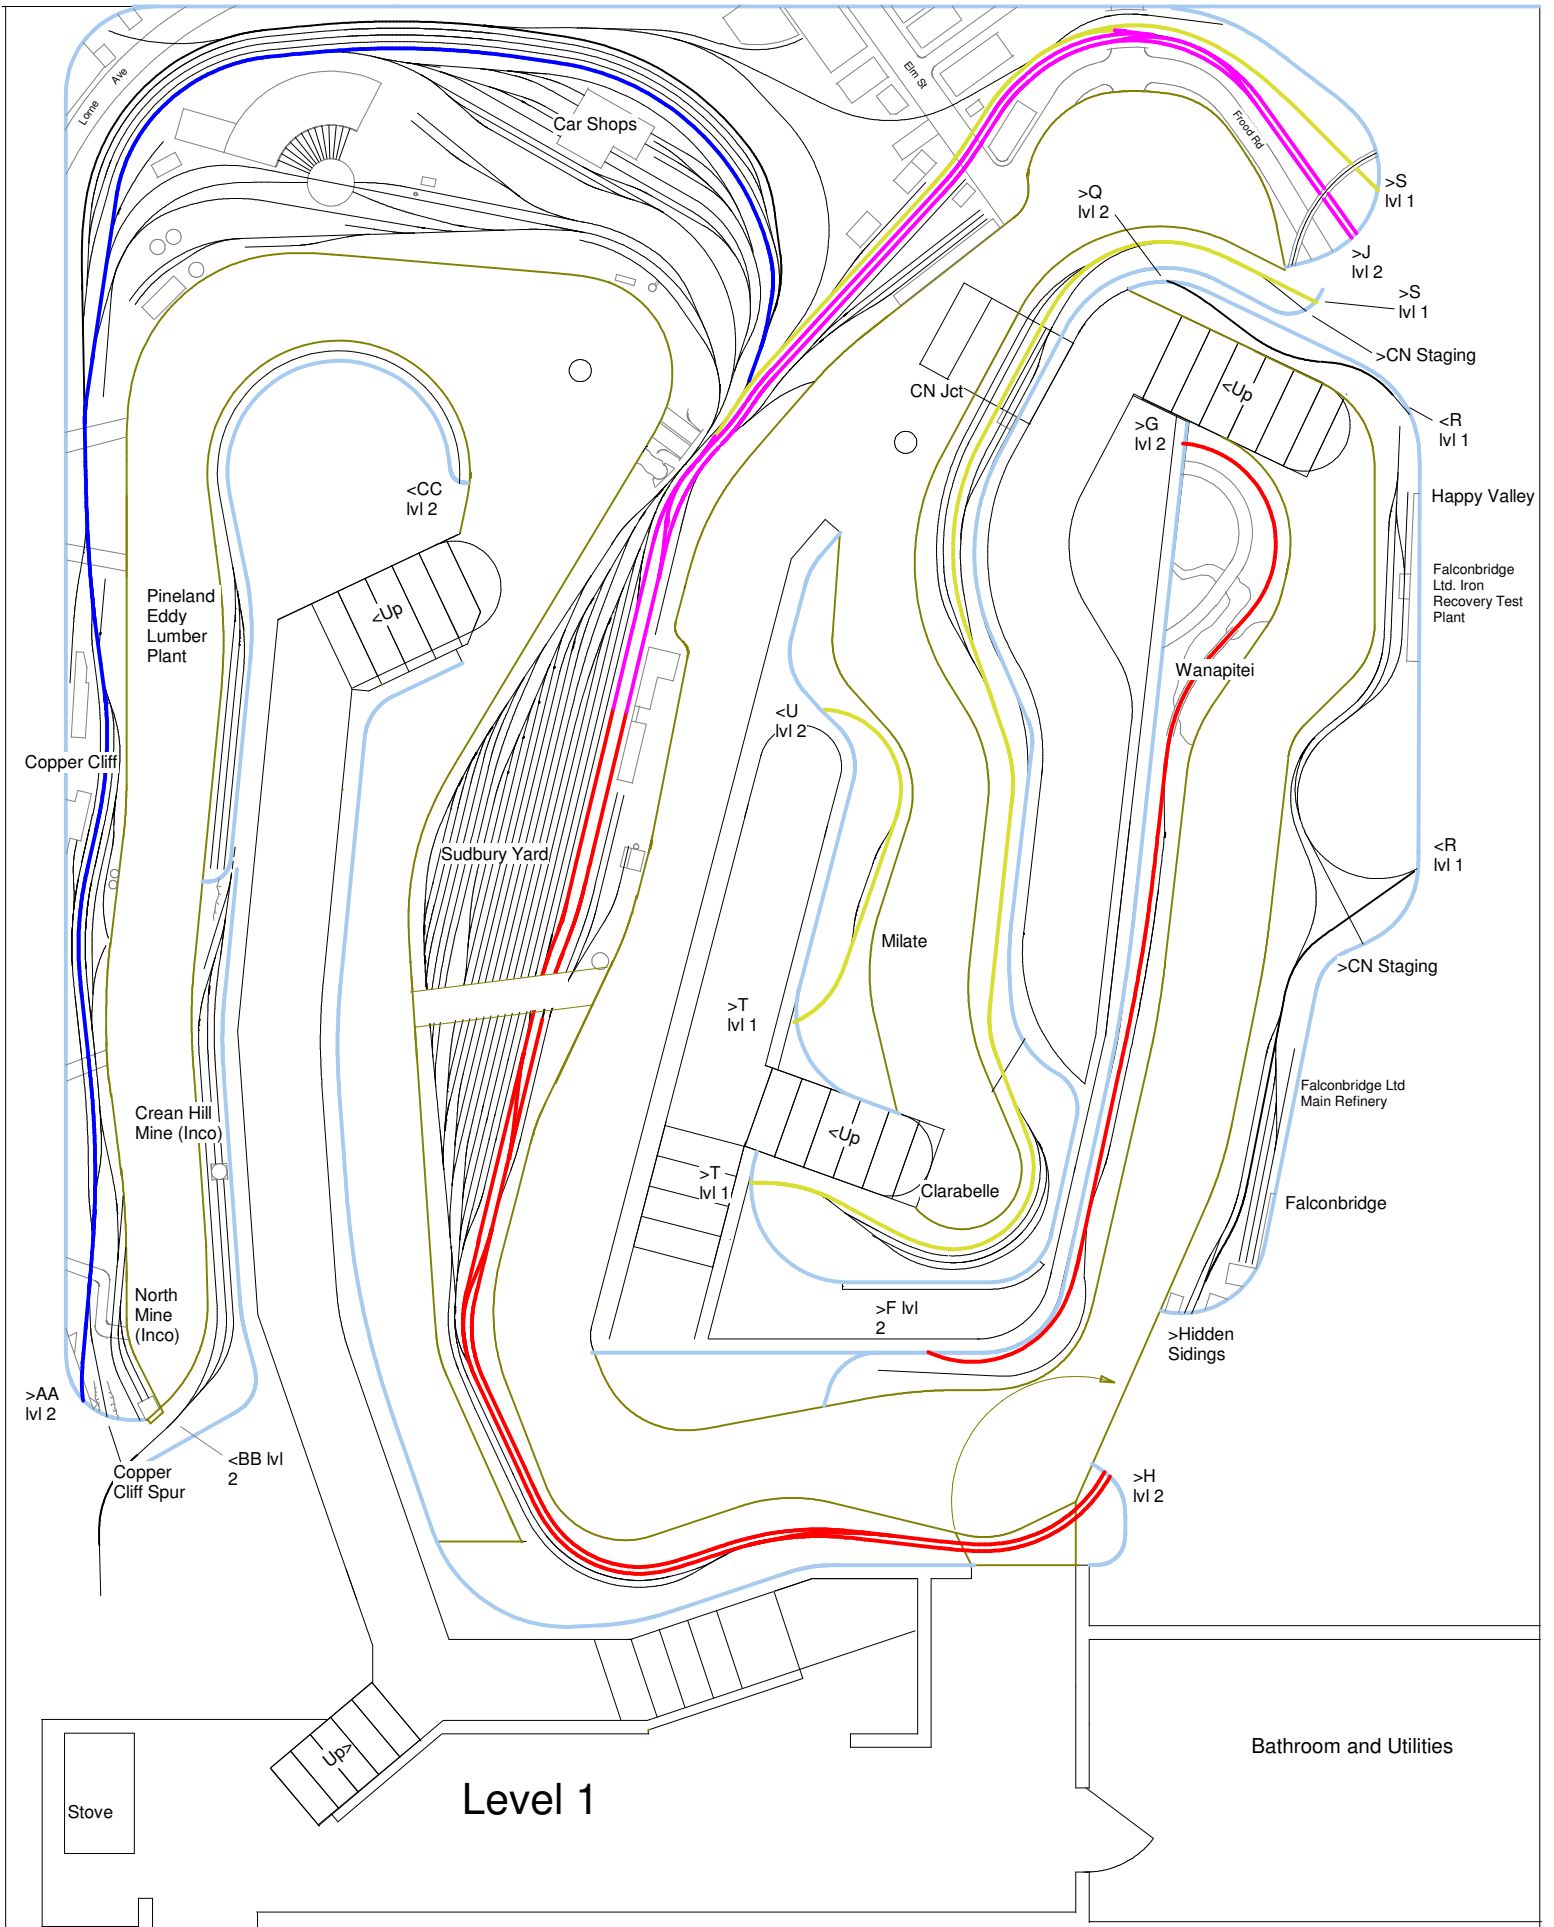 Lorne
Ave
Elm St
Car Shops
Frood Rd
>Q
lvl 2
>S
lvl 1
>J
lvl 2
>S
lvl 1
>CN Staging
CN Jct
<Up
>G
lvl 2
<R
lvl 1
<CC
lvl 2
Happy Valley
Falconbridge
Ltd. Iron
Recovery Test
Plant
Pineland
Eddy
Lumber
Plant
<Up
Wanapitei
<U
lvl 2
Copper Cliff
Sudbury Yard
<R
lvl 1
Milate
>CN Staging
>T
lvl 1
Falconbridge Ltd
Main Refinery
Crean Hill
Mine (Inco)
<Up
>T
lvl 1
Clarabelle
Falconbridge
North
Mine
(Inco)
>F lvl
2
>Hidden
Sidings
>AA
lvl 2
<BB lvl
2
Copper
Cliff Spur
>H
lvl 2
Up>
Bathroom and Utilities
Level 1
Stove